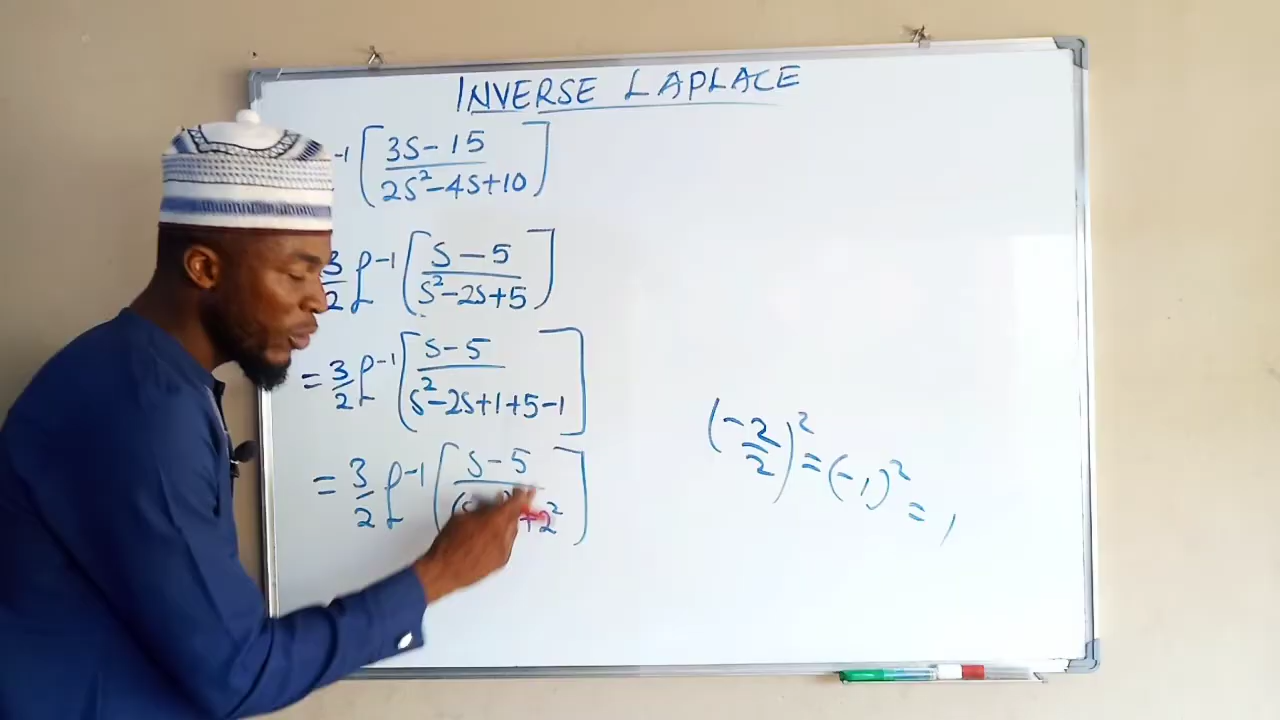 INVERSE LAPLACE
-1 [ 3S-15 / 2S²-4S+10 ]
3/2 ℒ-1 [ S-5 / S²-2S+5 ]
= 3/2 ℒ-1 [ S-5 / S²-2S+1+5-1 ]
= 3/2 ℒ-1 [ S-5 / (S +2² ]
(-2/2)² = (-1)² = 1